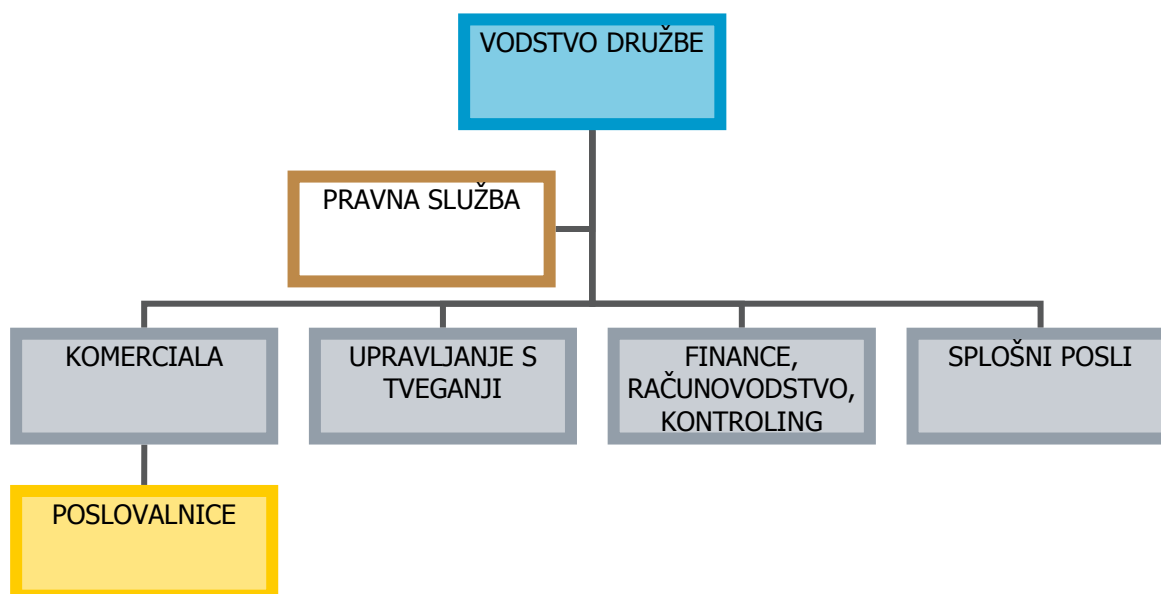 VODSTVO DRUŽBE
PRAVNA SLUŽBA
KOMERCIALA
UPRAVLJANJE S
TVEGANJI
FINANCE,
RAČUNOVODSTVO,
KONTROLING
SPLOŠNI POSLI
POSLOVALNICE